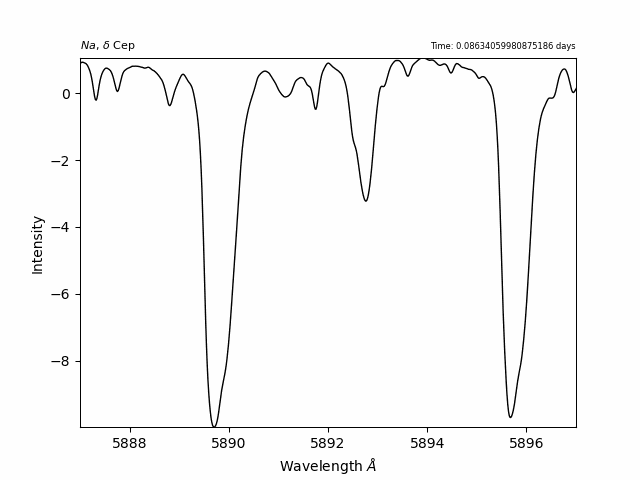 Na, δ Cep
Time: 0.08634059980875186 days
0
−2
−4
−6
−8
Intensity
5888 5890 5892 5894 5896
Wavelength Å